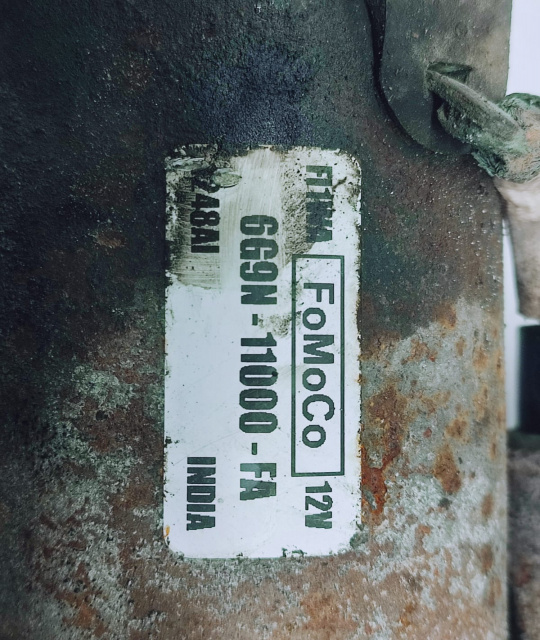 FoMoCo 12V
6G9N - 11000 - FA
INDIA